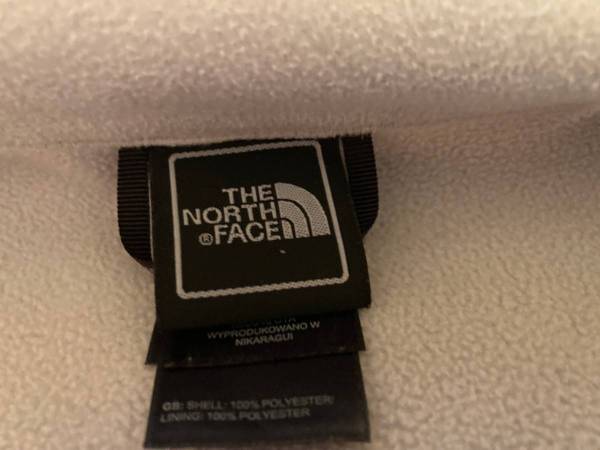 THE
NORTH
®FACE
WYPRODUKOWANO W
NIKARAGUI
GB: SHELL: 100% POLYESTER/
LINING: 100% POLYESTER